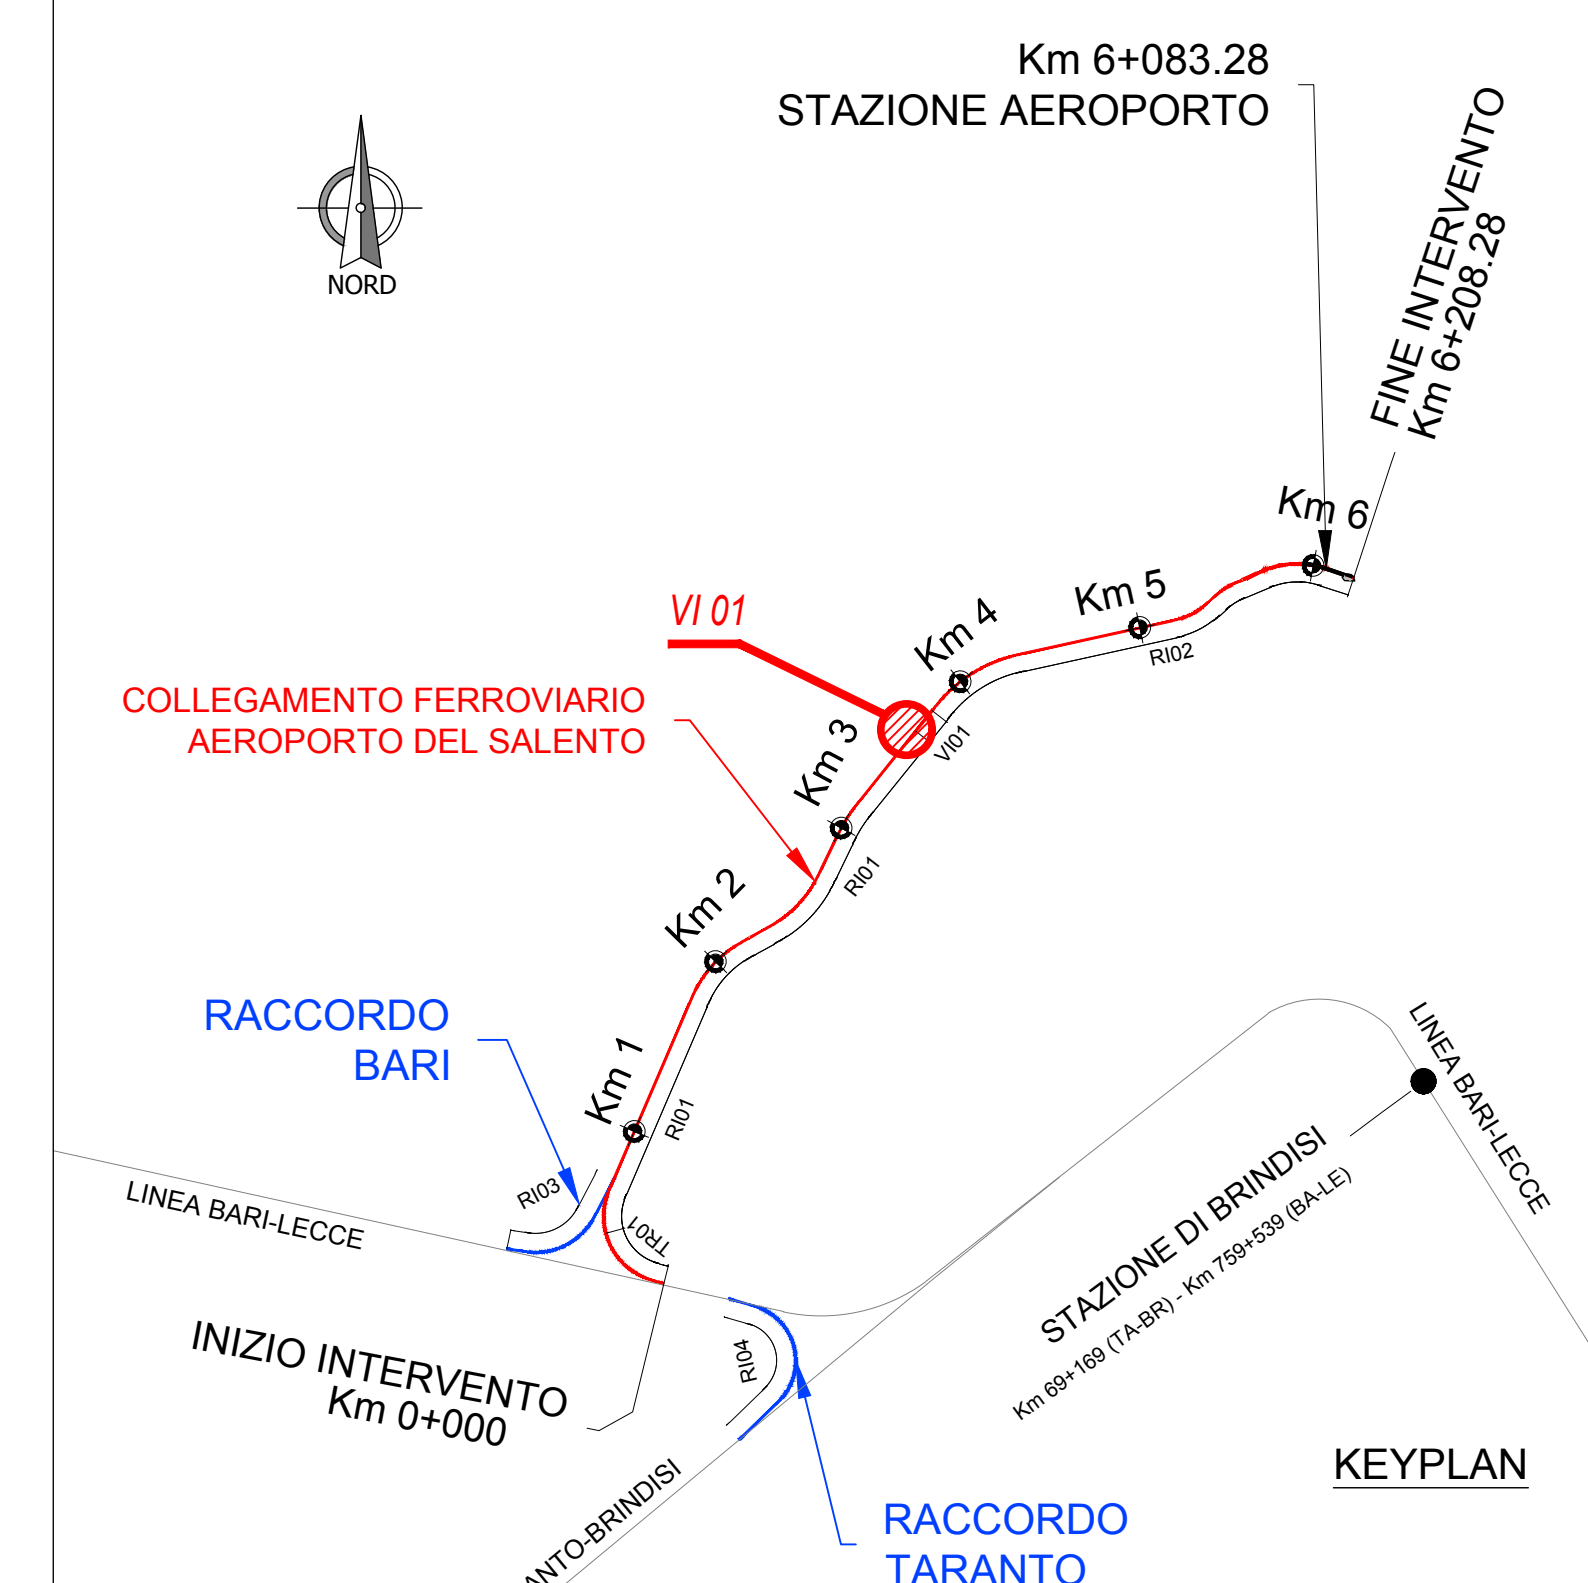 Km 6+083.28
STAZIONE AEROPORTO
FINE INTERVENTO
Km 6+208.28
NORD
Km 6
Km 5
RI02
Km 4
VI 01
VI01
COLLEGAMENTO FERROVIARIO
AEROPORTO DEL SALENTO
Km 3
RI01
Km 2
RACCORDO
BARI
Km 1
RI01
LINEA BARI-LECCE
RI03
LINEA BARI-LECCE
TR01
STAZIONE DI BRINDISI
Km 69+169 (TA-BR) - Km 759+539 (BA-LE)
INIZIO INTERVENTO
Km 0+000
RI04
KEYPLAN
ANTO-BRINDISI
RACCORDO
TARANTO